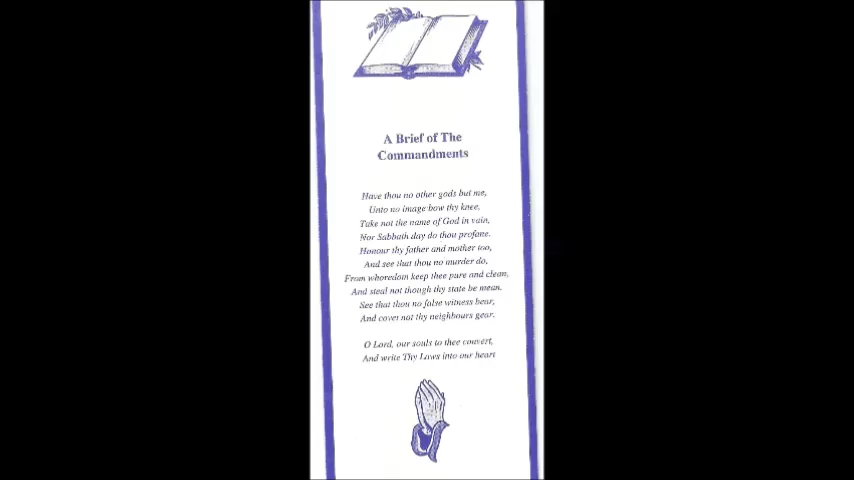 A Brief of The
Commandments
Have thou no other gods but me,
Unto no image bow thy knee,
Take not the name of God in vain,
Nor Sabbath day do thou profane.
Honour thy father and mother too,
And see that thou no murder do,
From whoredom keep thee pure and clean,
And steal not though thy state be mean.
See that thou no false witness bear,
And covet not thy neighbours gear.
O Lord, our souls to thee convert,
And write Thy Laws into our heart